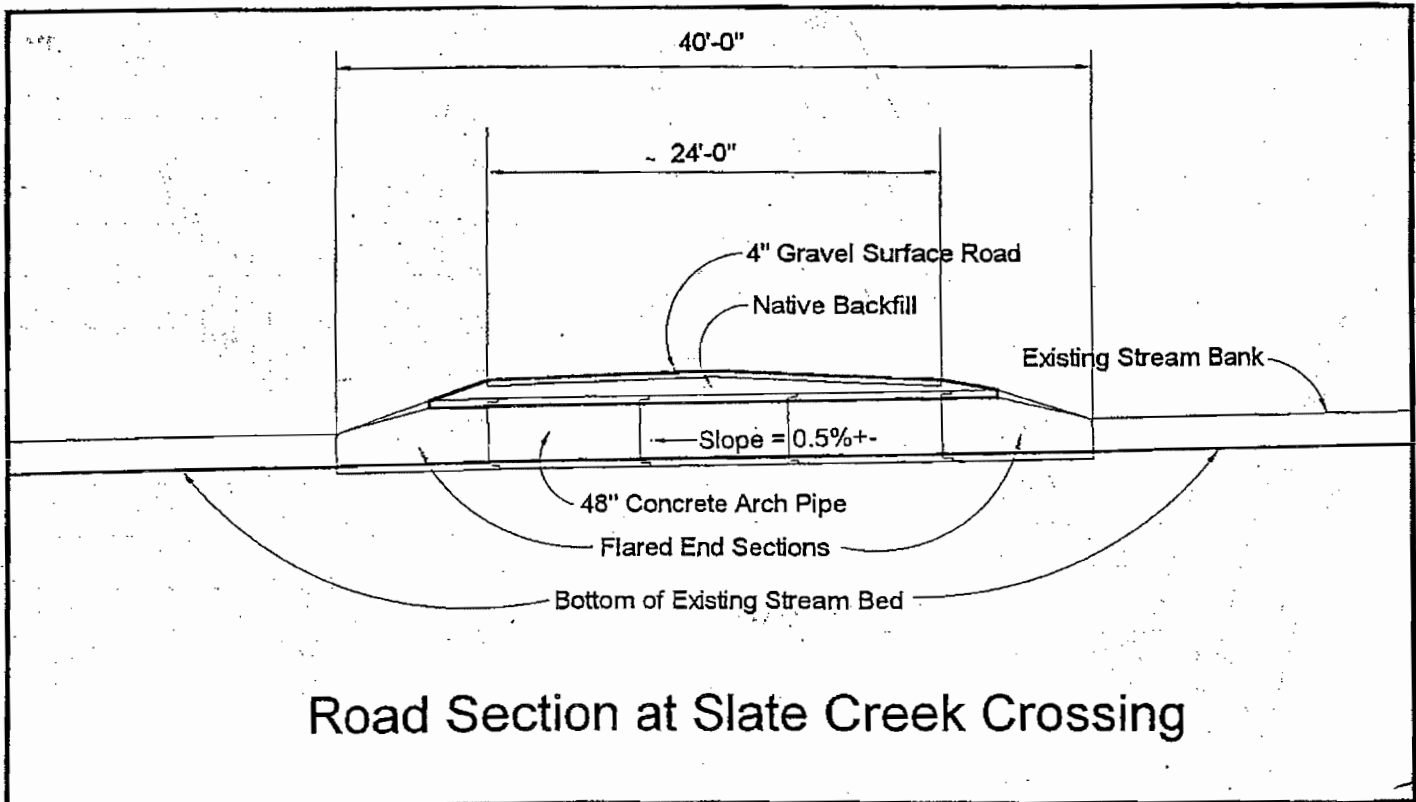 40'-0"
24'-0"
4" Gravel Surface Road
Native Backfill
Existing Stream Bank
Slope = 0.5%+-
48" Concrete Arch Pipe
Flared End Sections
Bottom of Existing Stream Bed
Road Section at Slate Creek Crossing